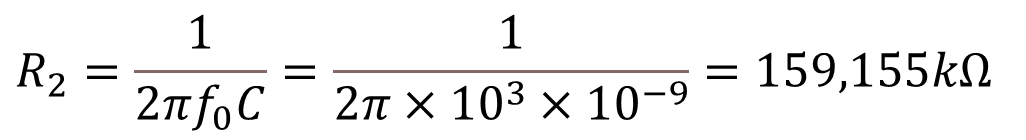 R₂ = 1/(2πf₀C) = 1/(2π × 10³ × 10⁻⁹) = 159,155kΩ